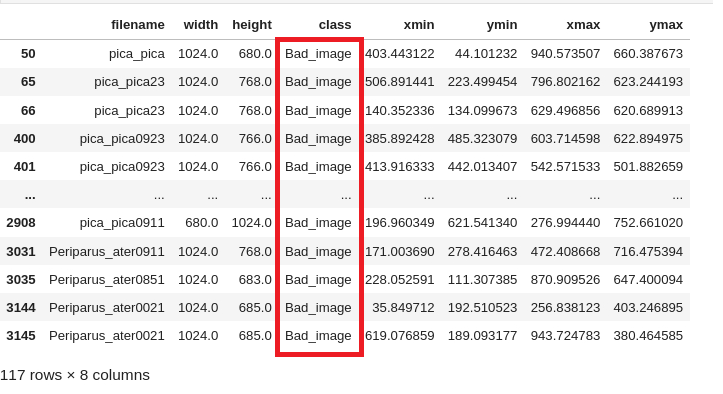 filename width height class xmin ymin xmax ymax
50 pica_pica 1024.0 680.0 Bad_image 403.443122 44.101232 940.573507 660.387673
65 pica_pica23 1024.0 768.0 Bad_image 506.891441 223.499454 796.802162 623.244193
66 pica_pica23 1024.0 768.0 Bad_image 140.352336 134.099673 629.496856 620.689913
400 pica_pica0923 1024.0 766.0 Bad_image 385.892428 485.323079 603.714598 622.894975
401 pica_pica0923 1024.0 766.0 Bad_image 413.916333 442.013407 542.571533 501.882659
... ... ... ... ... ... ... ... ...
2908 pica_pica0911 680.0 1024.0 Bad_image 196.960349 621.541340 276.994440 752.661020
3031 Periparus_ater0911 1024.0 768.0 Bad_image 171.003690 278.416463 472.408668 716.475394
3035 Periparus_ater0851 1024.0 683.0 Bad_image 228.052591 111.307385 870.909526 647.400094
3144 Periparus_ater0021 1024.0 685.0 Bad_image 35.849712 192.510523 256.838123 403.246895
3145 Periparus_ater0021 1024.0 685.0 Bad_image 619.076859 189.093177 943.724783 380.464585
117 rows × 8 columns